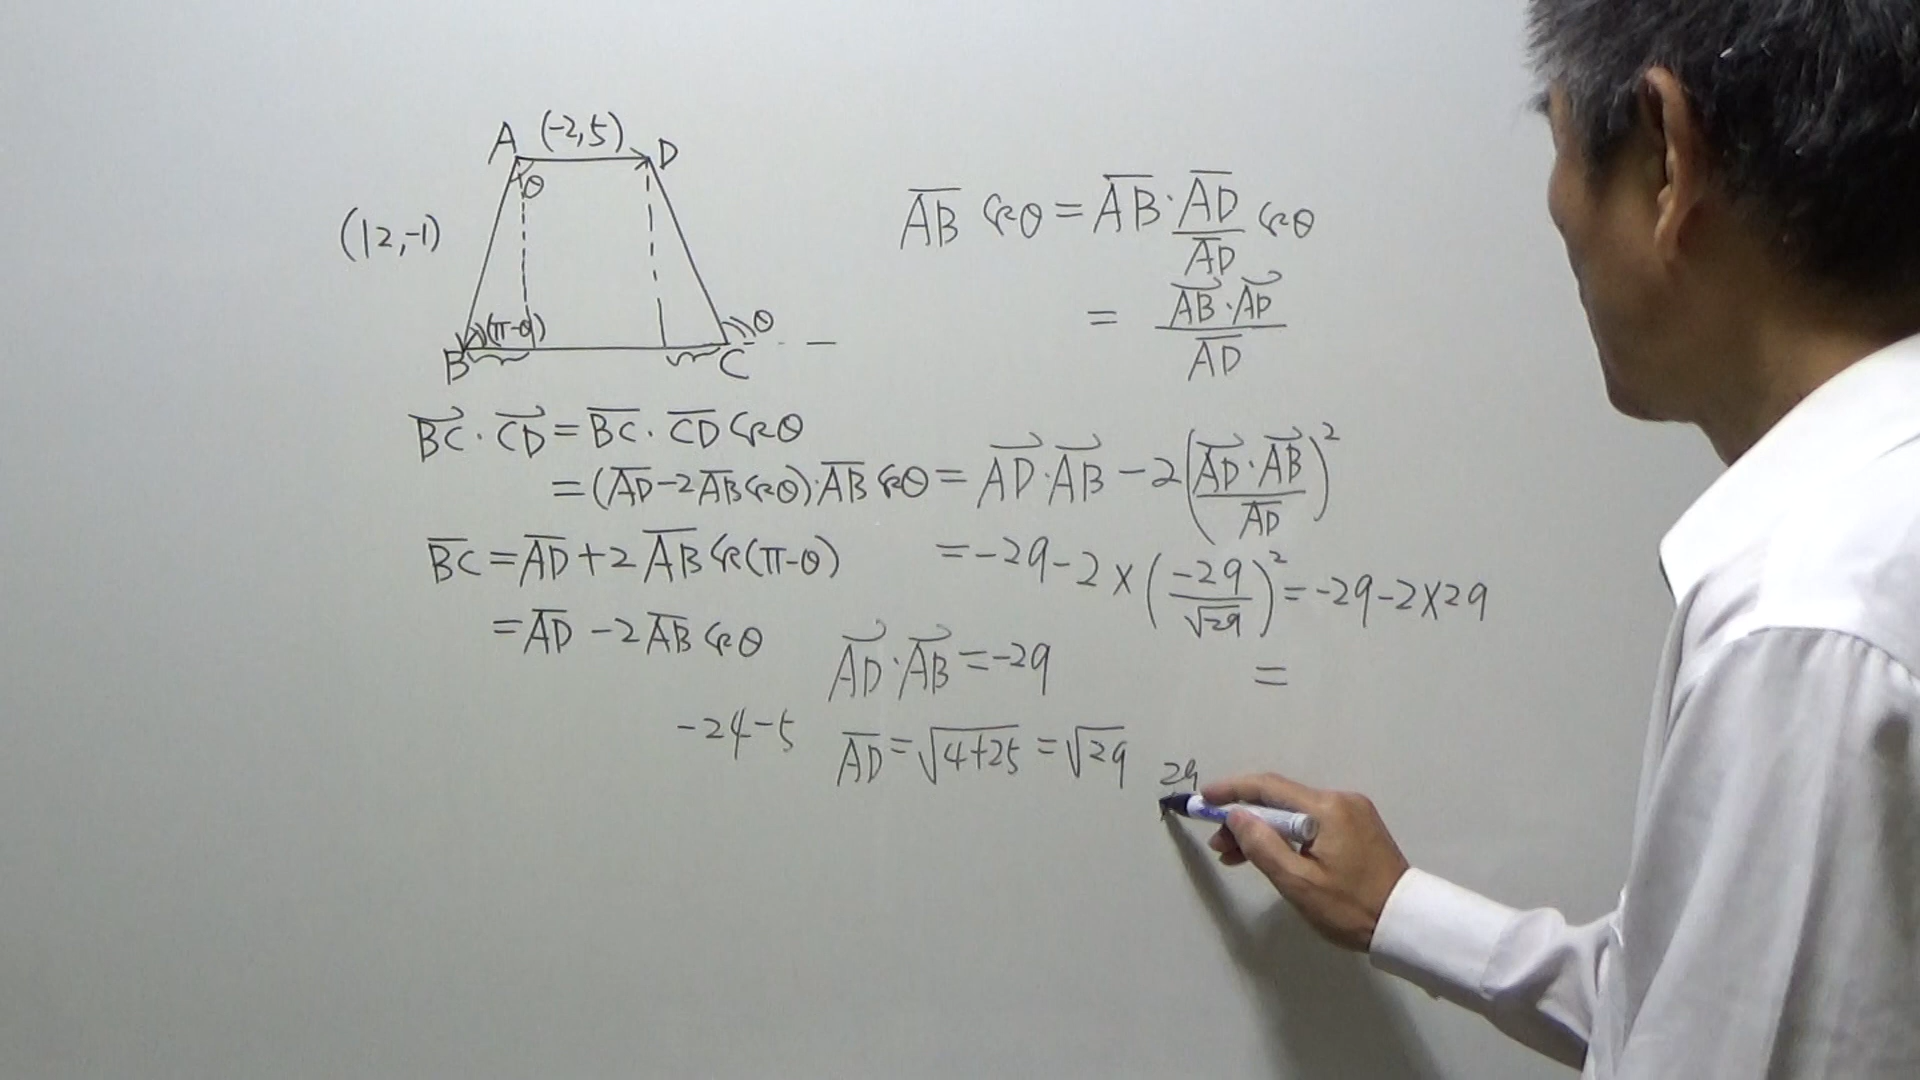 A (-2,5) D
θ
(12,-1)
(π-θ) θ
B C
BC · CD = BC · CD cosθ
= (AD - 2AB cosθ) · AB cosθ = AD · AB - 2(AD · AB / AD)²
BC = AD + 2 AB cos(π-θ)
= AD - 2AB cosθ
AB cosθ = AB · AD/AD cosθ
= AB · AD / AD
= -29 - 2 × (-29/√29)² = -29 - 2×29
=
AD · AB = -29
-24-5
AD = √4+25 = √29
29